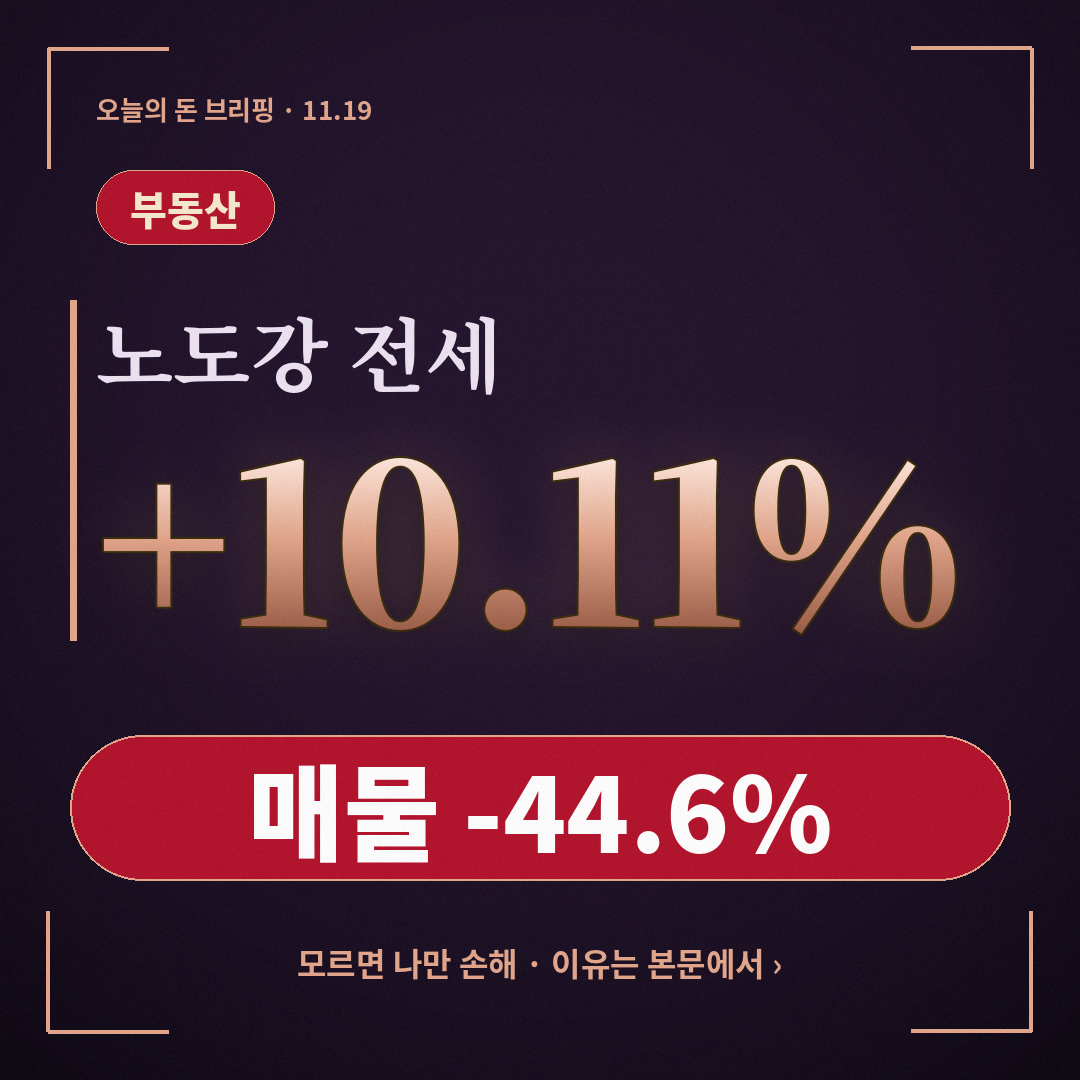 오늘의 돈 브리핑 · 11.19
부동산
노도강 전세
+10.11%
매물 -44.6%
모르면 나만 손해 · 이유는 본문에서 ›